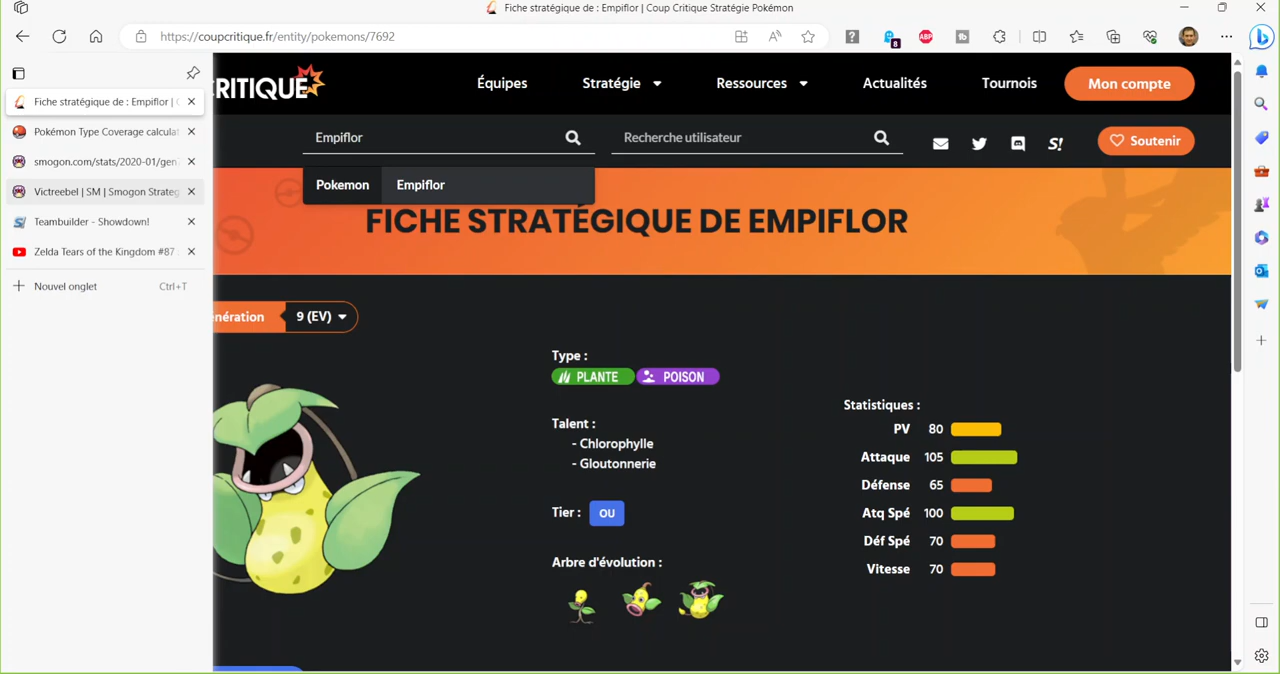 Fiche stratégique de : Empiflor | Coup Critique Stratégie Pokémon
https://coupcritique.fr/entity/pokemons/7692
8
ABP
Fiche stratégique de : Empiflor |
Pokémon Type Coverage calculat
smogon.com/stats/2020-01/gen
Victreebel | SM | Smogon Strateg
Teambuilder - Showdown!
Zelda Tears of the Kingdom #87
Nouvel onglet Ctrl+T
CRITIQUE
Équipes Stratégie Ressources Actualités Tournois Mon compte
Empiflor Recherche utilisateur S! Soutenir
Pokemon Empiflor
FICHE STRATÉGIQUE DE EMPIFLOR
nération 9 (EV)
Type :
PLANTE POISON
Talent :
- Chlorophylle
- Gloutonnerie
Tier : OU
Arbre d'évolution :
Statistiques :
PV 80
Attaque 105
Défense 65
Atq Spé 100
Déf Spé 70
Vitesse 70